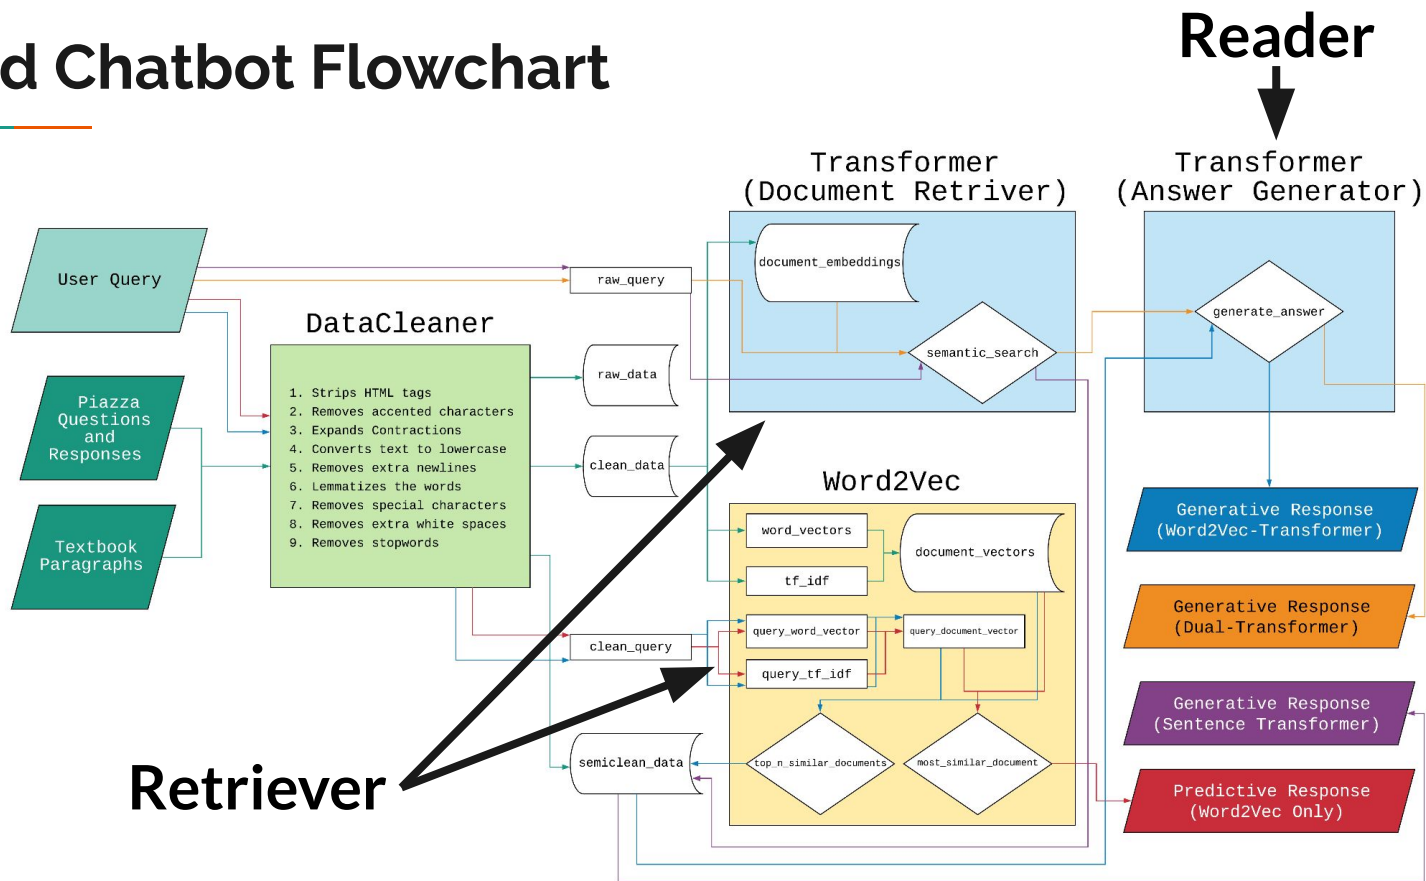 d Chatbot Flowchart
Reader
Transformer
(Document Retriver)
Transformer
(Answer Generator)
User Query
raw_query
document_embeddings
semantic_search
generate_answer
DataCleaner
1. Strips HTML tags
2. Removes accented characters
3. Expands Contractions
4. Converts text to lowercase
5. Removes extra newlines
6. Lemmatizes the words
7. Removes special characters
8. Removes extra white spaces
9. Removes stopwords
Piazza
Questions
and
Responses
Textbook
Paragraphs
raw_data
clean_data
Word2Vec
word_vectors
tf_idf
document_vectors
query_word_vector
query_tf_idf
query_document_vector
clean_query
semiclean_data
top_n_similar_documents
most_similar_document
Retriever
Generative Response
(Word2Vec-Transformer)
Generative Response
(Dual-Transformer)
Generative Response
(Sentence Transformer)
Predictive Response
(Word2Vec Only)